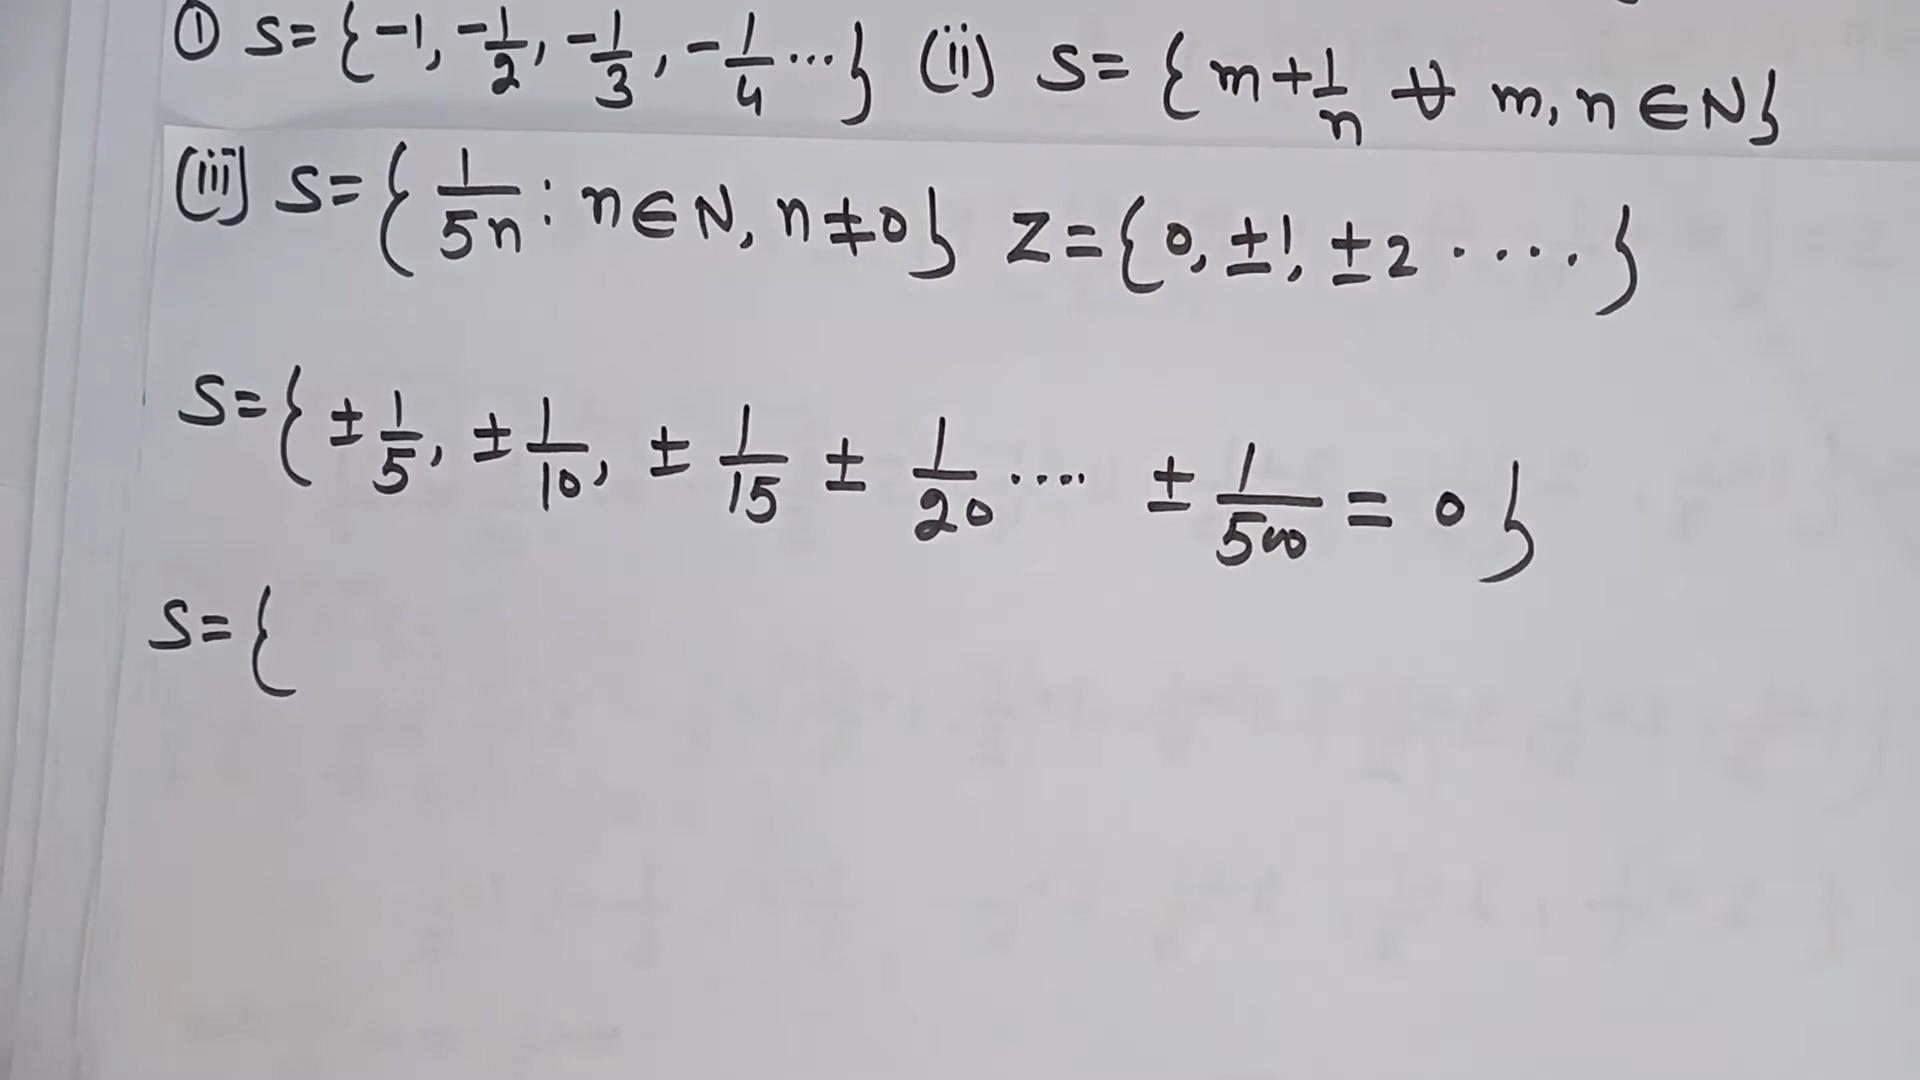 ① S={-1, -1/2, -1/3, -1/4 ...} (ii) S= {m+1/n ∀ m, n ∈ N}
(iii) S={1/5n : n∈N, n≠0} Z={0, ±1, ±2 ....}
S={±1/5, ±1/10, ±1/15 ± 1/20 .... ±1/5∞ = 0}
S={